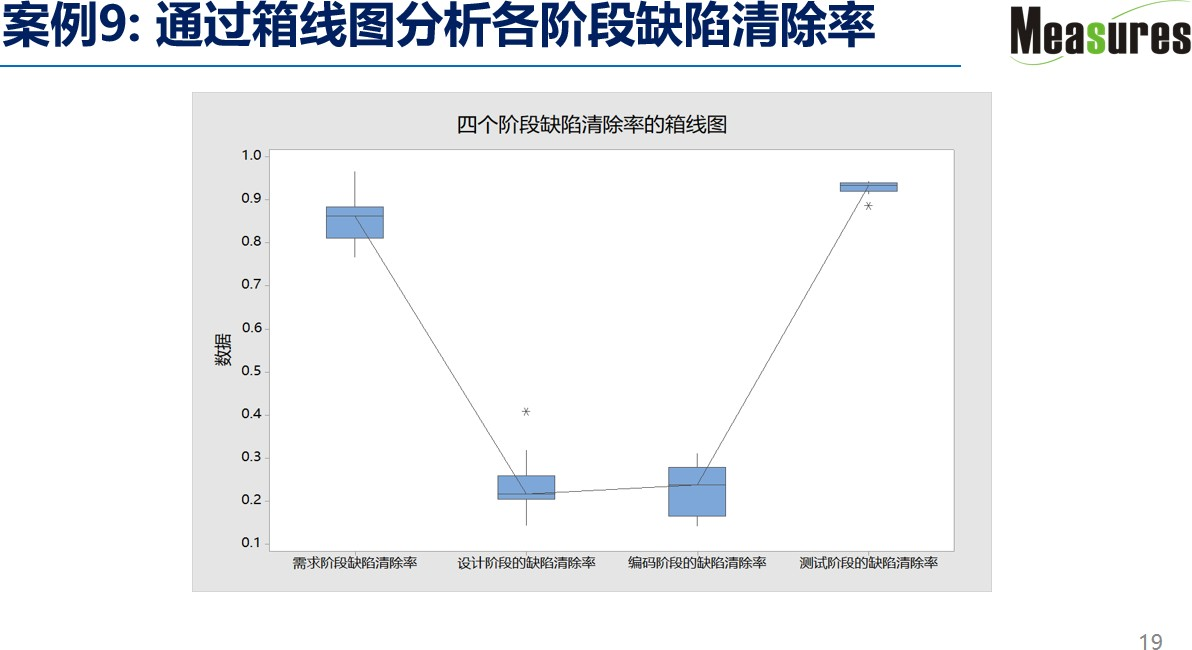 案例9: 通过箱线图分析各阶段缺陷清除率
Measures
四个阶段缺陷清除率的箱线图
1.0
0.9
0.8
0.7
0.6
0.5
0.4
0.3
0.2
0.1
数据
需求阶段缺陷清除率 设计阶段的缺陷清除率 编码阶段的缺陷清除率 测试阶段的缺陷清除率
19